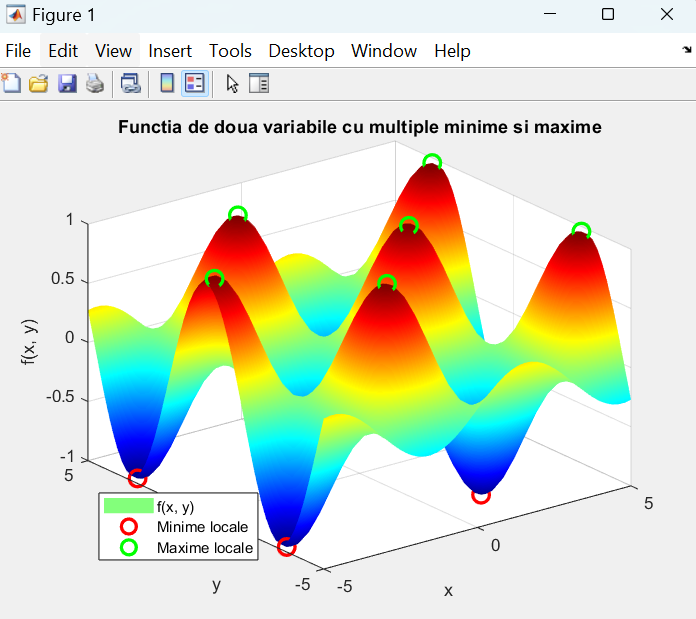 Figure 1
File Edit View Insert Tools Desktop Window Help
Functia de doua variabile cu multiple minime si maxime
1
0.5
0
-0.5
-1
f(x, y)
5
-5
y
-5
0
5
x
f(x, y)
Minime locale
Maxime locale